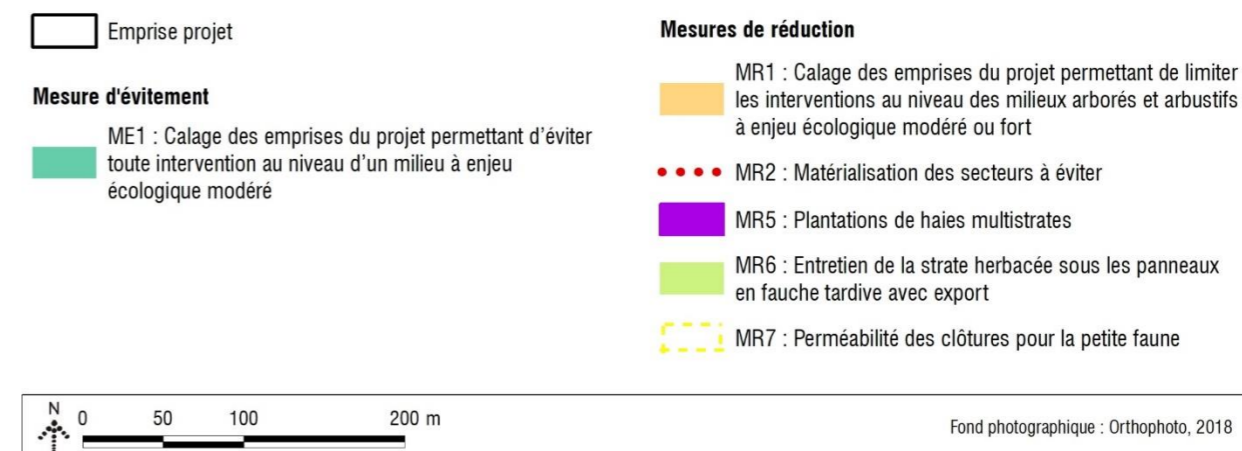 Emprise projet
Mesure d'évitement
ME1 : Calage des emprises du projet permettant d’éviter
toute intervention au niveau d’un milieu à enjeu
écologique modéré
Mesures de réduction
MR1 : Calage des emprises du projet permettant de limiter
les interventions au niveau des milieux arborés et arbustifs
à enjeu écologique modéré ou fort
MR2 : Matérialisation des secteurs à éviter
MR5 : Plantations de haies multistrates
MR6 : Entretien de la strate herbacée sous les panneaux
en fauche tardive avec export
MR7 : Perméabilité des clôtures pour la petite faune
N
0 50 100 200 m
Fond photographique : Orthophoto, 2018